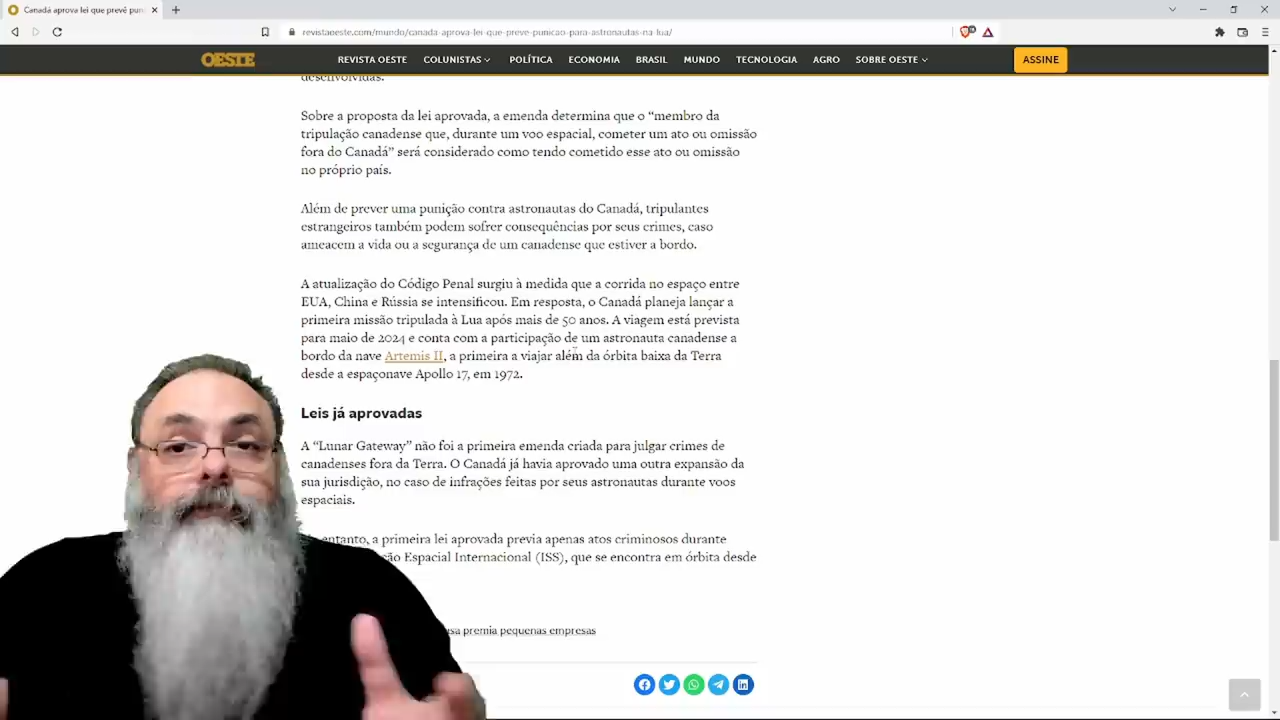 Canadá aprova lei que prevê pun
revistaoeste.com/mundo/canada-aprova-lei-que-preve-punicao-para-astronautas-na-lua/
OESTE
REVISTA OESTE COLUNISTAS POLÍTICA ECONOMIA BRASIL MUNDO TECNOLOGIA AGRO SOBRE OESTE ASSINE
desenvolvidas.
Sobre a proposta da lei aprovada, a emenda determina que o “membro da
tripulação canadense que, durante um voo espacial, cometer um ato ou omissão
fora do Canadá” será considerado como tendo cometido esse ato ou omissão
no próprio país.
Além de prever uma punição contra astronautas do Canadá, tripulantes
estrangeiros também podem sofrer consequências por seus crimes, caso
ameacem a vida ou a segurança de um canadense que estiver a bordo.
A atualização do Código Penal surgiu à medida que a corrida no espaço entre
EUA, China e Rússia se intensificou. Em resposta, o Canadá planeja lançar a
primeira missão tripulada à Lua após mais de 50 anos. A viagem está prevista
para maio de 2024 e conta com a participação de um astronauta canadense a
bordo da nave Artemis II, a primeira a viajar além da órbita baixa da Terra
desde a espaçonave Apollo 17, em 1972.
Leis já aprovadas
A “Lunar Gateway” não foi a primeira emenda criada para julgar crimes de
canadenses fora da Terra. O Canadá já havia aprovado uma outra expansão da
sua jurisdição, no caso de infrações feitas por seus astronautas durante voos
espaciais.
entanto, a primeira lei aprovada previa apenas atos criminosos durante
Espacial Internacional (ISS), que se encontra em órbita desde
premia pequenas empresas